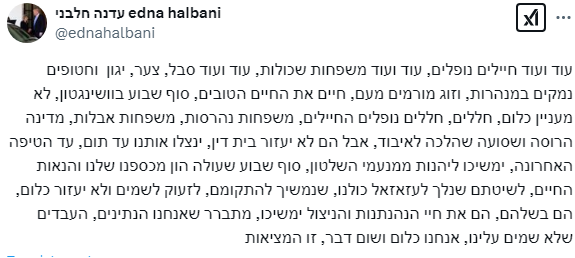 עדנה חלבני edna halbani
@ednahalbani
עוד ועוד חיילים נופלים, עוד ועוד משפחות שכולות, עוד ועוד סבל, צער, יגון וחטופים
נמקים במנהרות, וזוג מורמים מעם, חיים את החיים הטובים, סוף שבוע בוושינגטון, לא
מעניין כלום, חללים, חללים נופלים החיילים, משפחות נהרסות, משפחות אבלות, מדינה
הרוסה ושסועה שהלכה לאיבוד, אבל הם לא יעזור בית דין, ינצלו אותנו עד תום, עד הטיפה
האחרונה, ימשיכו ליהנות ממנעמי השלטון, סוף שבוע שעולה הון מכספנו שלנו והנאות
החיים, לשיטתם שנלך לעזאזאל כולנו, שנמשיך להתקומם, לזעוק לשמים ולא יעזור כלום,
הם בשלהם, הם את חיי הנהנתנות והניצול ימשיכו, מתברר שאנחנו הנתינים, העבדים
שלא שמים עלינו, אנחנו כלום ושום דבר, זו המציאות